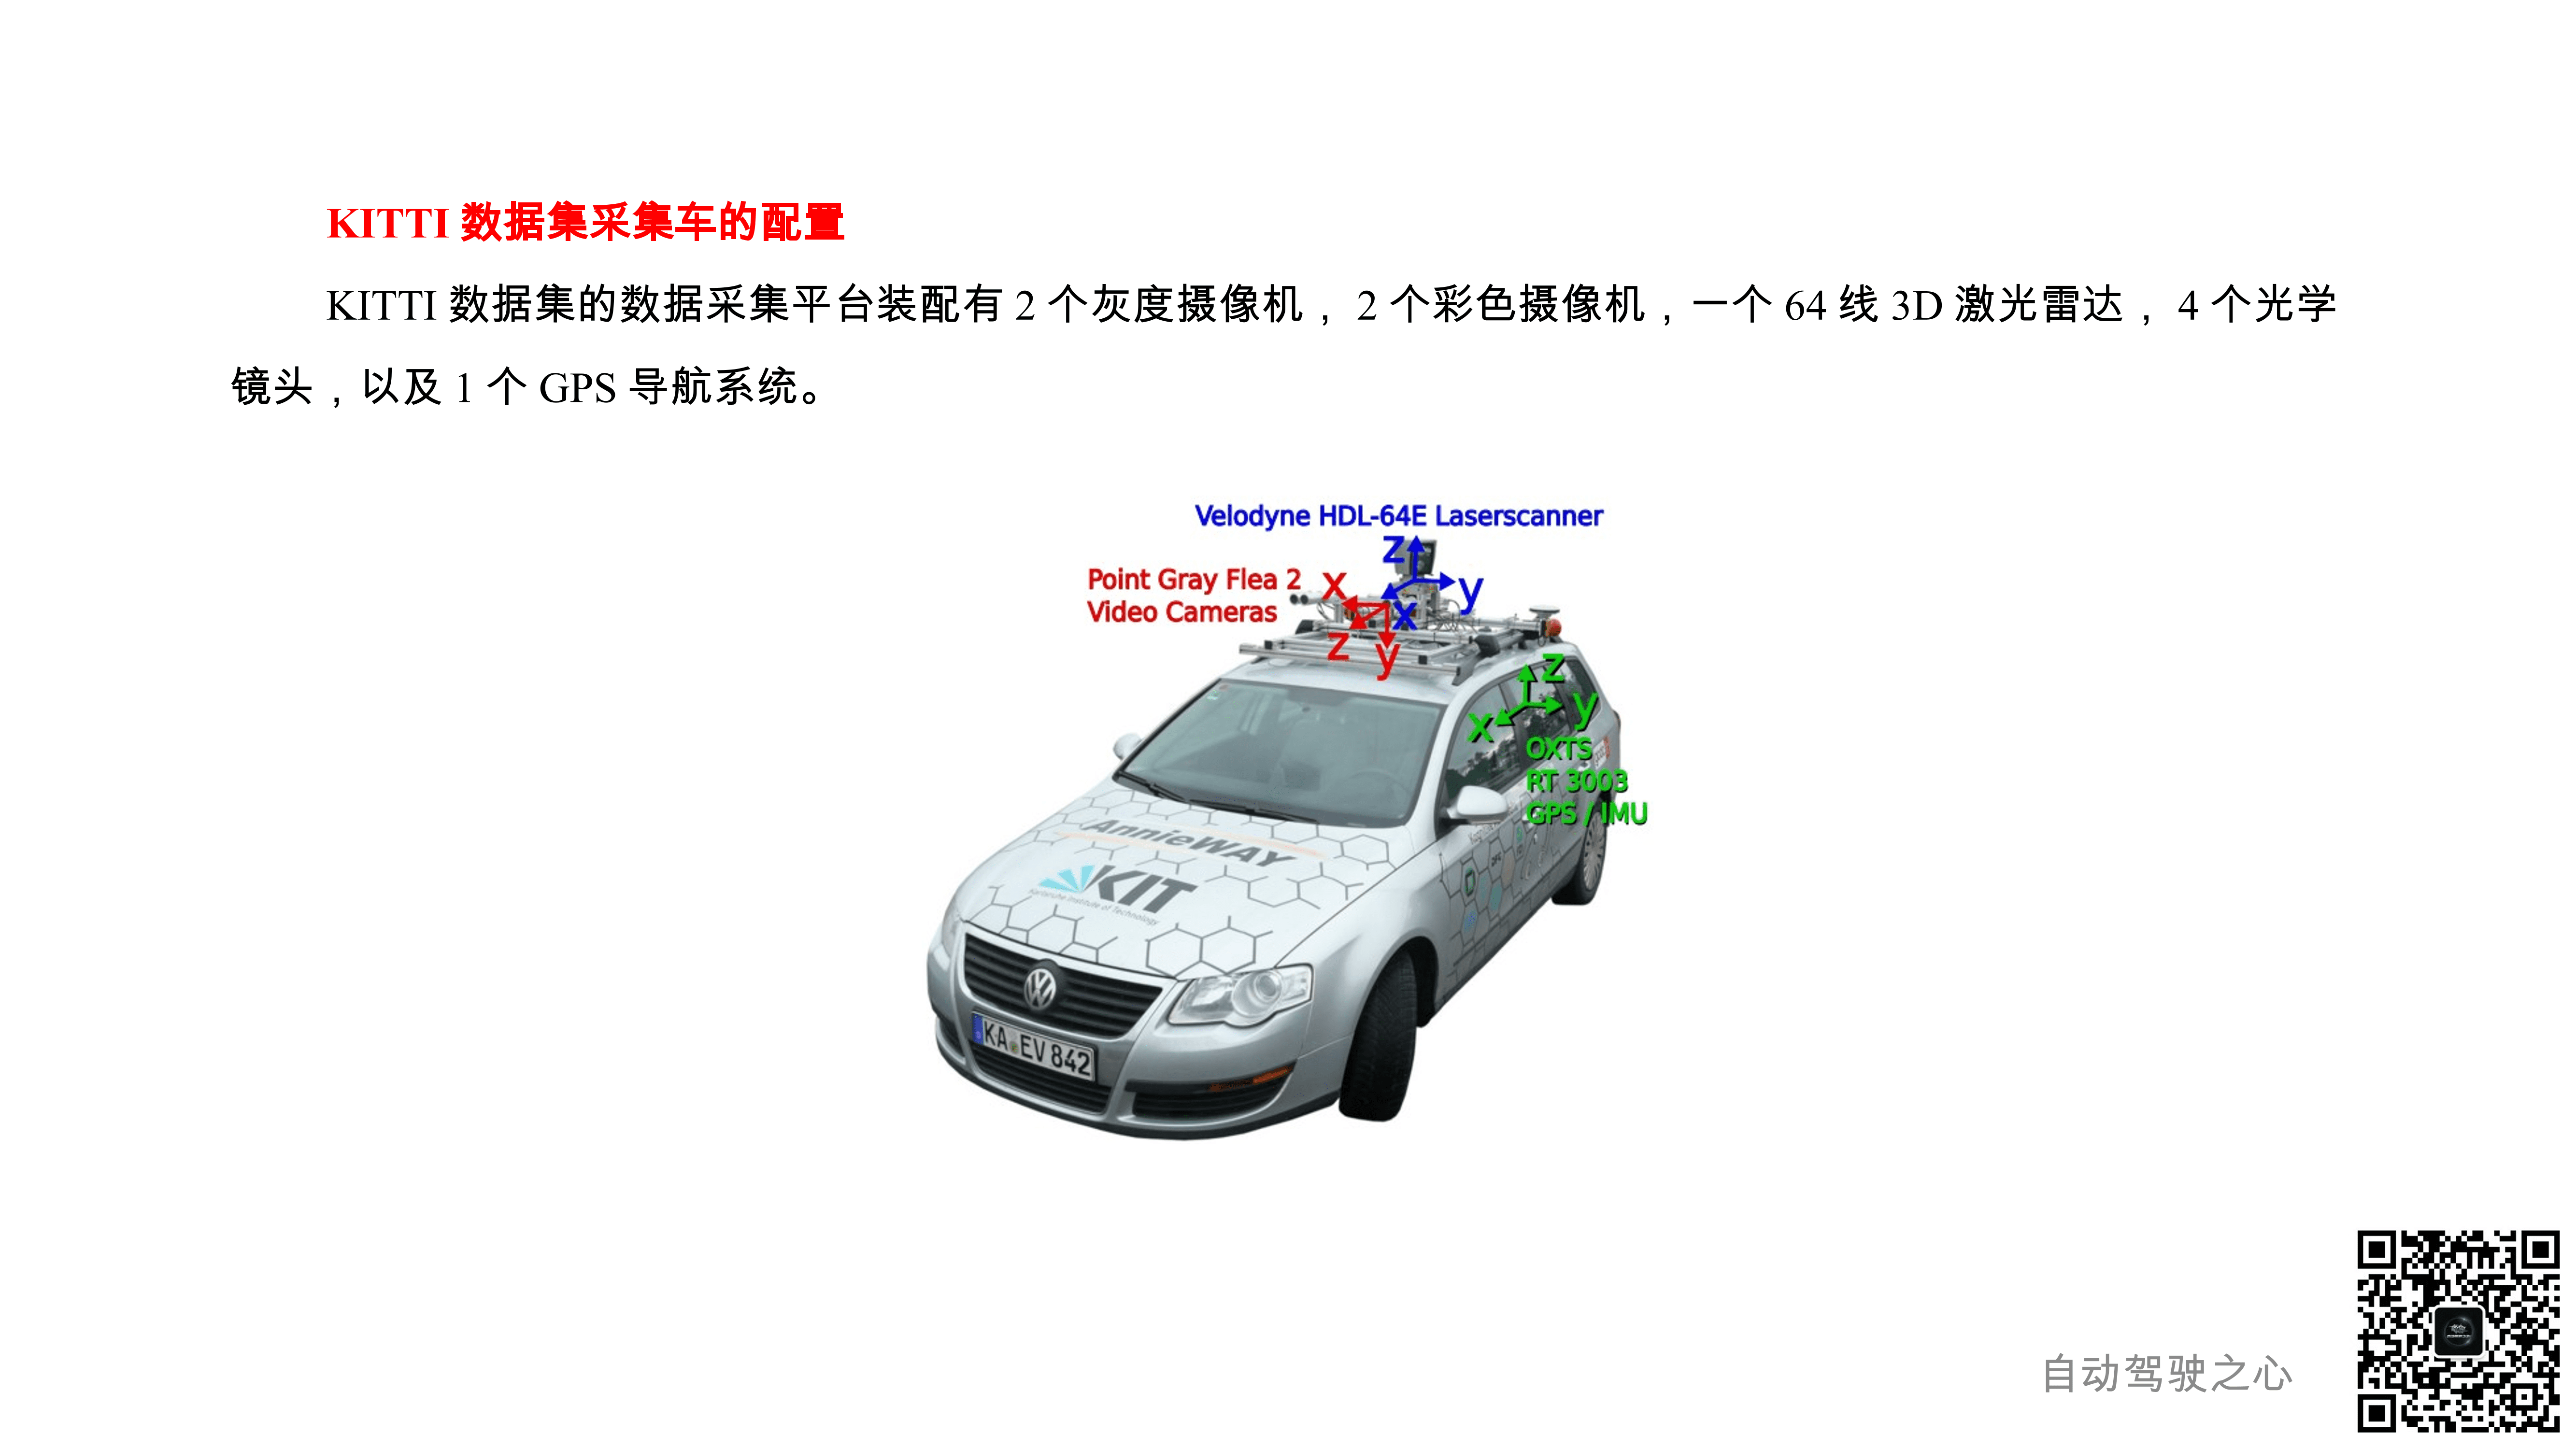 KITTI 数据集采集车的配置
KITTI 数据集的数据采集平台装配有 2 个灰度摄像机， 2 个彩色摄像机，一个 64 线 3D 激光雷达， 4 个光学
镜头，以及 1 个 GPS 导航系统。
Velodyne HDL-64E Laserscanner
z
Point Gray Flea 2 x
y
Video Cameras
x
z y
z
x y
OXTS
RT 3003
GPS / IMU
AnnieWAY
KIT
Karlsruhe Institute of Technology
KA EV 842
自动驾驶之心